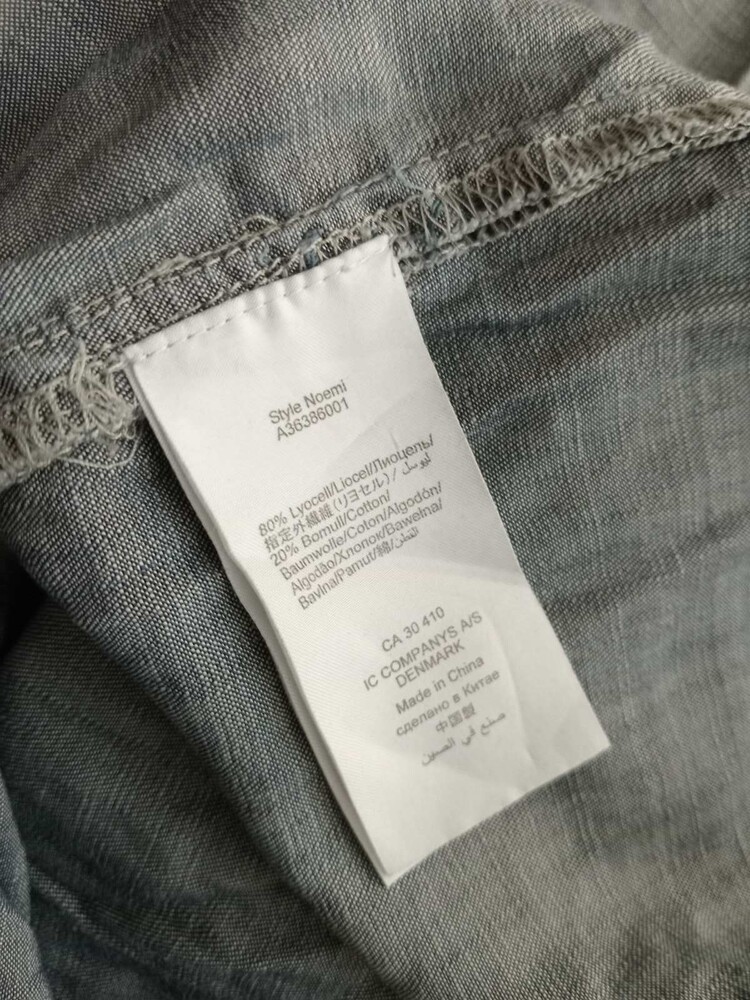 Style Noemi
A36386001
80% Lyocell/Liocel/Лиоцель/
指定外繊維(リヨセル) / ليوسل
20% Bomull/Cotton/
Baumwolle/Coton/Algodón/
Algodão/Хлопок/Bawełna/
Bavlna/Pamut/綿/القطن
CA 30 410
IC COMPANYS A/S
DENMARK
Made in China
сделано в Китае
中国製
صنع في الصين